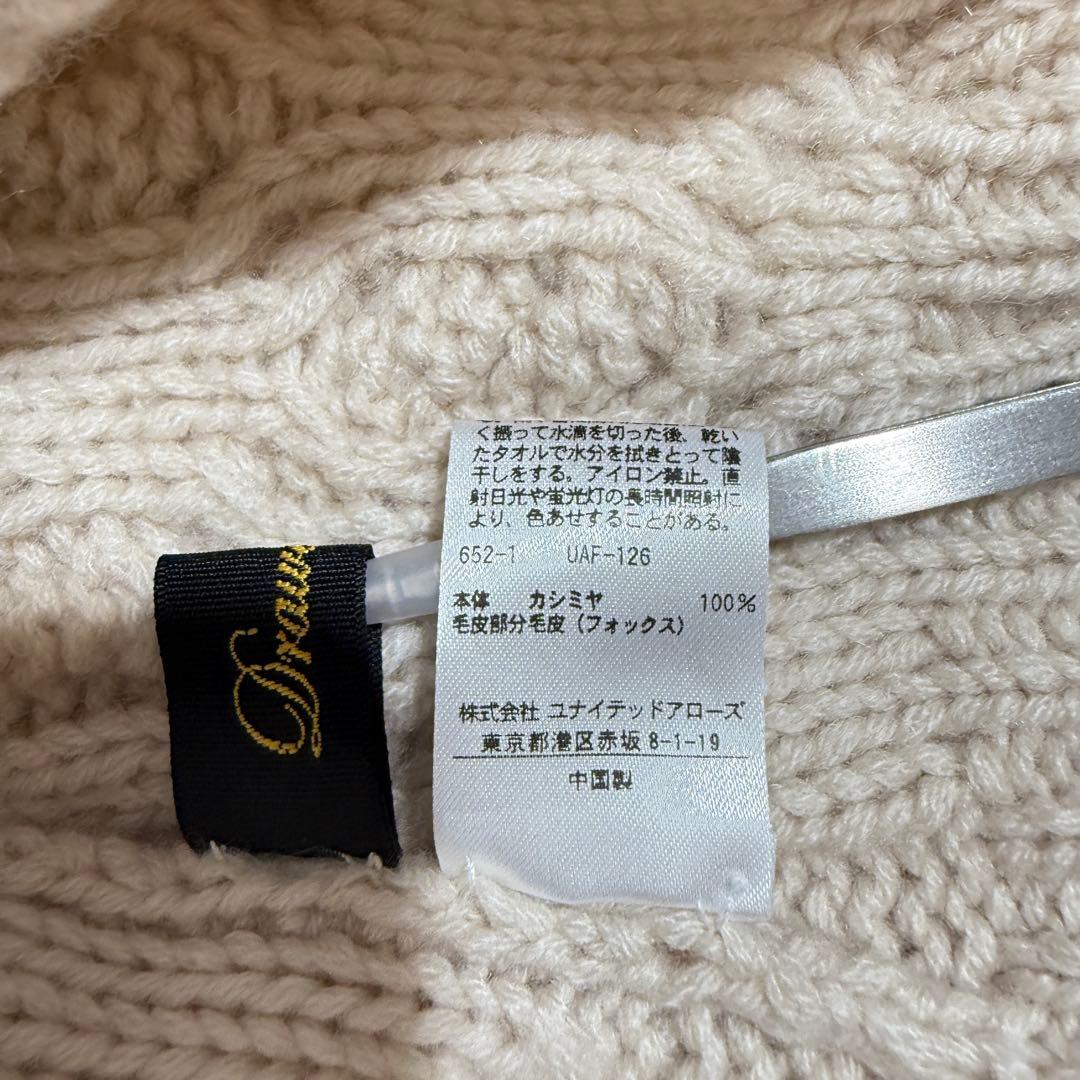 く振って水滴を切った後、乾い
たタオルで水分を拭きとって陰
干しをする。アイロン禁止。直
射日光や蛍光灯の長時間照射に
より、色あせすることがある。
652-1 UAF-126
本体 カシミヤ 100%
毛皮部分毛皮（フォックス）
株式会社 ユナイテッドアローズ
東京都港区赤坂 8-1-19
中国製